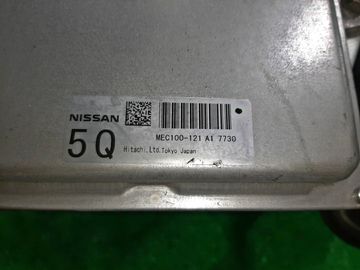 NISSAN
MEC100-121 A1 7730
5Q
Hitachi,Ltd.Tokyo Japan